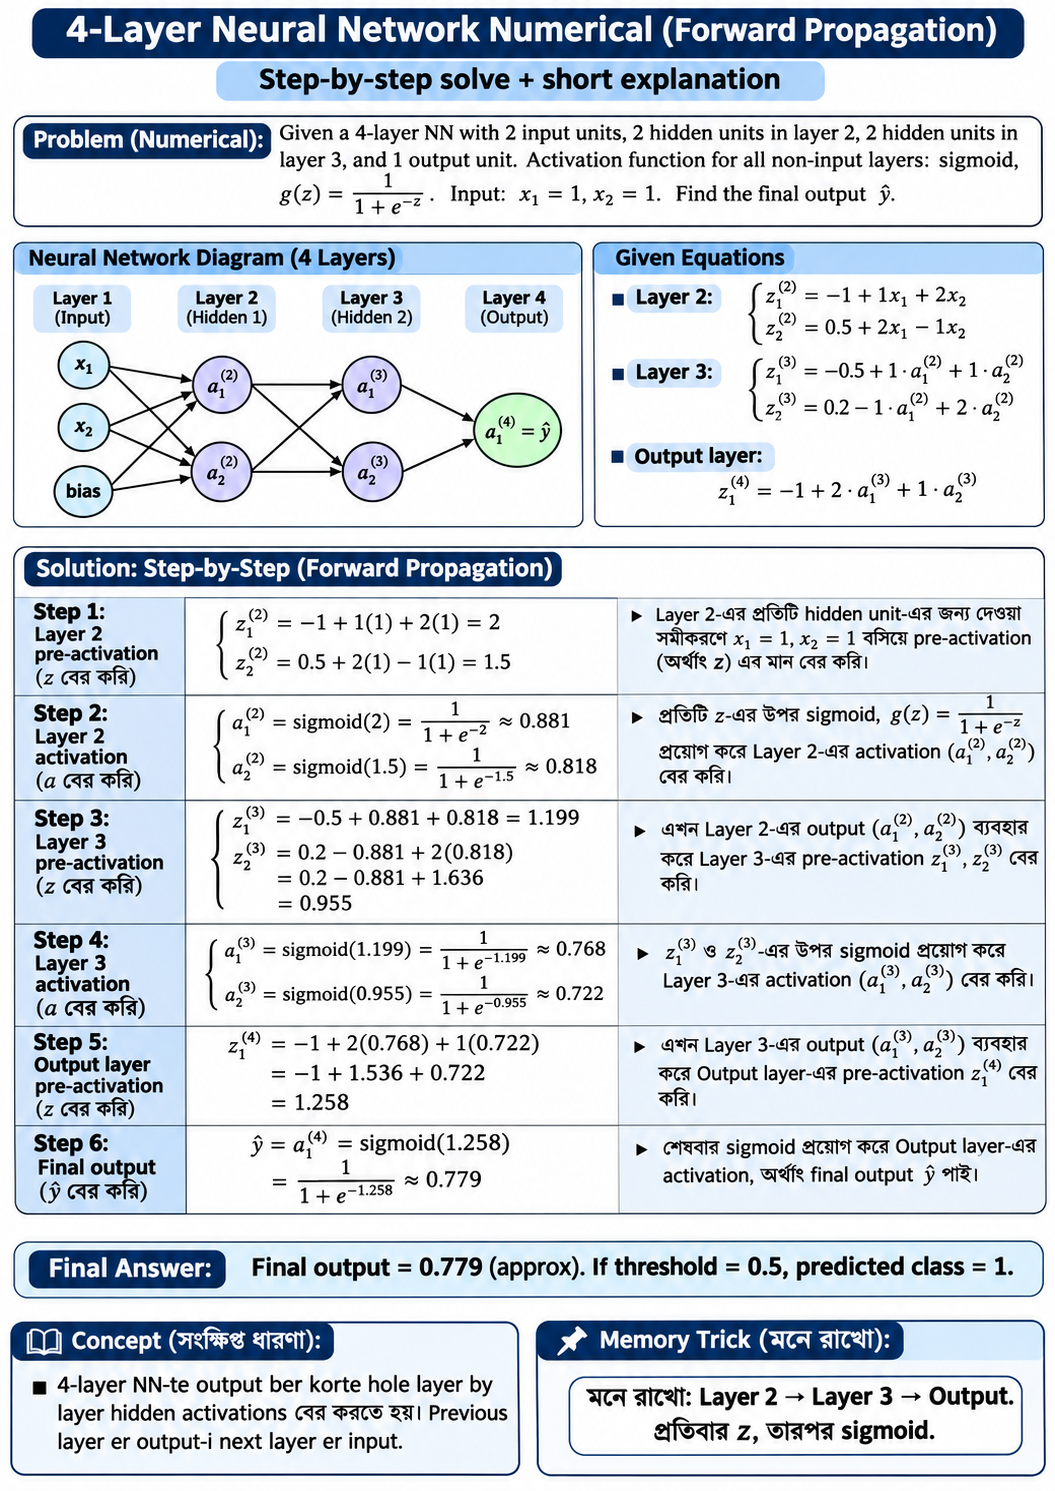 4-Layer Neural Network Numerical (Forward Propagation)
Step-by-step solve + short explanation
Problem (Numerical):
Given a 4-layer NN with 2 input units, 2 hidden units in layer 2, 2 hidden units in
layer 3, and 1 output unit. Activation function for all non-input layers: sigmoid,
g(z) = 1 / (1 + e⁻ᶻ) . Input: x₁ = 1, x₂ = 1. Find the final output ŷ.
Neural Network Diagram (4 Layers)
Layer 1
(Input)
Layer 2
(Hidden 1)
Layer 3
(Hidden 2)
Layer 4
(Output)
x₁
x₂
bias
a₁⁽²⁾
a₂⁽²⁾
a₁⁽³⁾
a₂⁽³⁾
a₁⁽⁴⁾ = ŷ
Given Equations
Layer 2:
z₁⁽²⁾ = −1 + 1x₁ + 2x₂
z₂⁽²⁾ = 0.5 + 2x₁ − 1x₂
Layer 3:
z₁⁽³⁾ = −0.5 + 1 · a₁⁽²⁾ + 1 · a₂⁽²⁾
z₂⁽³⁾ = 0.2 − 1 · a₁⁽²⁾ + 2 · a₂⁽²⁾
Output layer:
z₁⁽⁴⁾ = −1 + 2 · a₁⁽³⁾ + 1 · a₂⁽³⁾
Solution: Step-by-Step (Forward Propagation)
Step 1:
Layer 2
pre-activation
(z বের করি)
z₁⁽²⁾ = −1 + 1(1) + 2(1) = 2
z₂⁽²⁾ = 0.5 + 2(1) − 1(1) = 1.5
► Layer 2-এর প্রতিটি hidden unit-এর জন্য দেওয়া
সমীকরণে x₁ = 1, x₂ = 1 বসিয়ে pre-activation
(অর্থাৎ z) এর মান বের করি।
Step 2:
Layer 2
activation
(a বের করি)
a₁⁽²⁾ = sigmoid(2) = 1 / (1 + e⁻²) ≈ 0.881
a₂⁽²⁾ = sigmoid(1.5) = 1 / (1 + e^−1.5) ≈ 0.818
► প্রতিটি z-এর উপর sigmoid, g(z) = 1 / (1 + e⁻ᶻ)
প্রয়োগ করে Layer 2-এর activation (a₁⁽²⁾, a₂⁽²⁾)
বের করি।
Step 3:
Layer 3
pre-activation
(z বের করি)
z₁⁽³⁾ = −0.5 + 0.881 + 0.818 = 1.199
z₂⁽³⁾ = 0.2 − 0.881 + 2(0.818)
= 0.2 − 0.881 + 1.636
= 0.955
► এশন Layer 2-এর output (a₁⁽²⁾, a₂⁽²⁾) ব্যবহার
করে Layer 3-এর pre-activation z₁⁽³⁾, z₂⁽³⁾ বের
করি।
Step 4:
Layer 3
activation
(a বের করি)
a₁⁽³⁾ = sigmoid(1.199) = 1 / (1 + e^−1.199) ≈ 0.768
a₂⁽³⁾ = sigmoid(0.955) = 1 / (1 + e^−0.955) ≈ 0.722
► z₁⁽³⁾ ও z₂⁽³⁾-এর উপর sigmoid প্রয়োগ করে
Layer 3-এর activation (a₁⁽³⁾, a₂⁽³⁾) বের করি।
Step 5:
Output layer
pre-activation
(z বের করি)
z₁⁽⁴⁾ = −1 + 2(0.768) + 1(0.722)
= −1 + 1.536 + 0.722
= 1.258
► এশন Layer 3-এর output (a₁⁽³⁾, a₂⁽³⁾) ব্যবহার
করে Output layer-এর pre-activation z₁⁽⁴⁾ বের
করি।
Step 6:
Final output
(ŷ বের করি)
ŷ = a₁⁽⁴⁾ = sigmoid(1.258)
= 1 / (1 + e^−1.258) ≈ 0.779
► শেষবার sigmoid প্রয়োগ করে Output layer-এর
activation, অর্থাৎ final output ŷ পাই।
Final Answer: Final output = 0.779 (approx). If threshold = 0.5, predicted class = 1.
Concept (সংক্ষিপ্ত ধারণা):
4-layer NN-te output ber korte hole layer by
layer hidden activations বের করতে হয়। Previous
layer er output-i next layer er input.
Memory Trick (মনে রাখো):
মনে রাখো: Layer 2 → Layer 3 → Output.
প্রতিবার z, তারপর sigmoid.